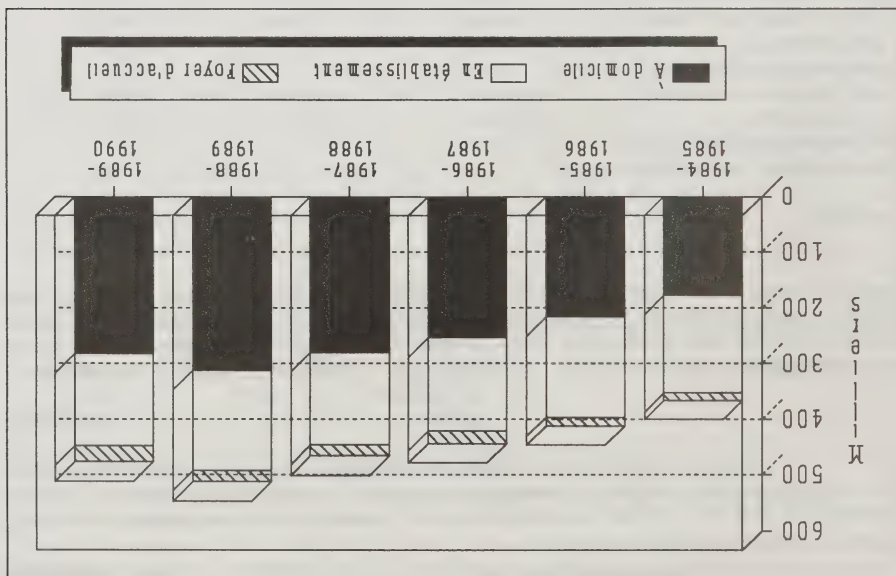 600
500
400
300
200
100
0
Milliers
1984- 1985- 1986- 1987- 1988- 1989-
1985 1986 1987 1988 1989 1990
À domicile En établissement Foyer d'accueil